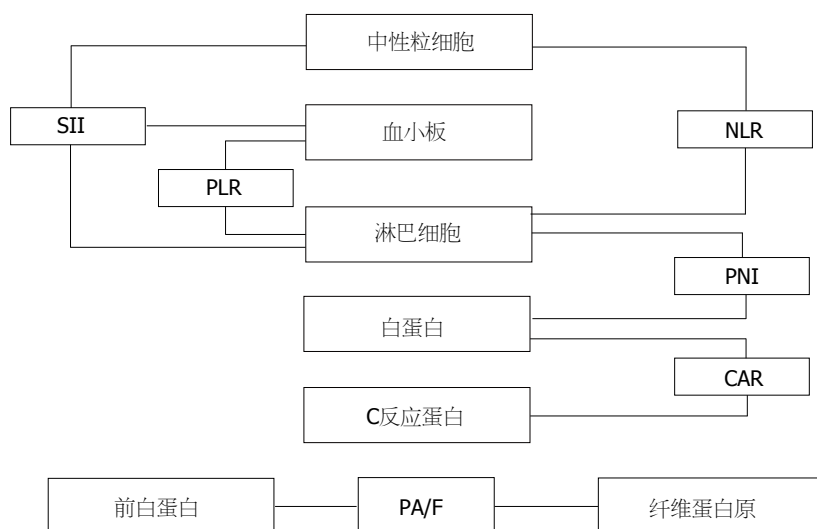 中性粒细胞
SII
血小板
NLR
PLR
淋巴细胞
PNI
白蛋白
CAR
C反应蛋白
前白蛋白
PA/F
纤维蛋白原